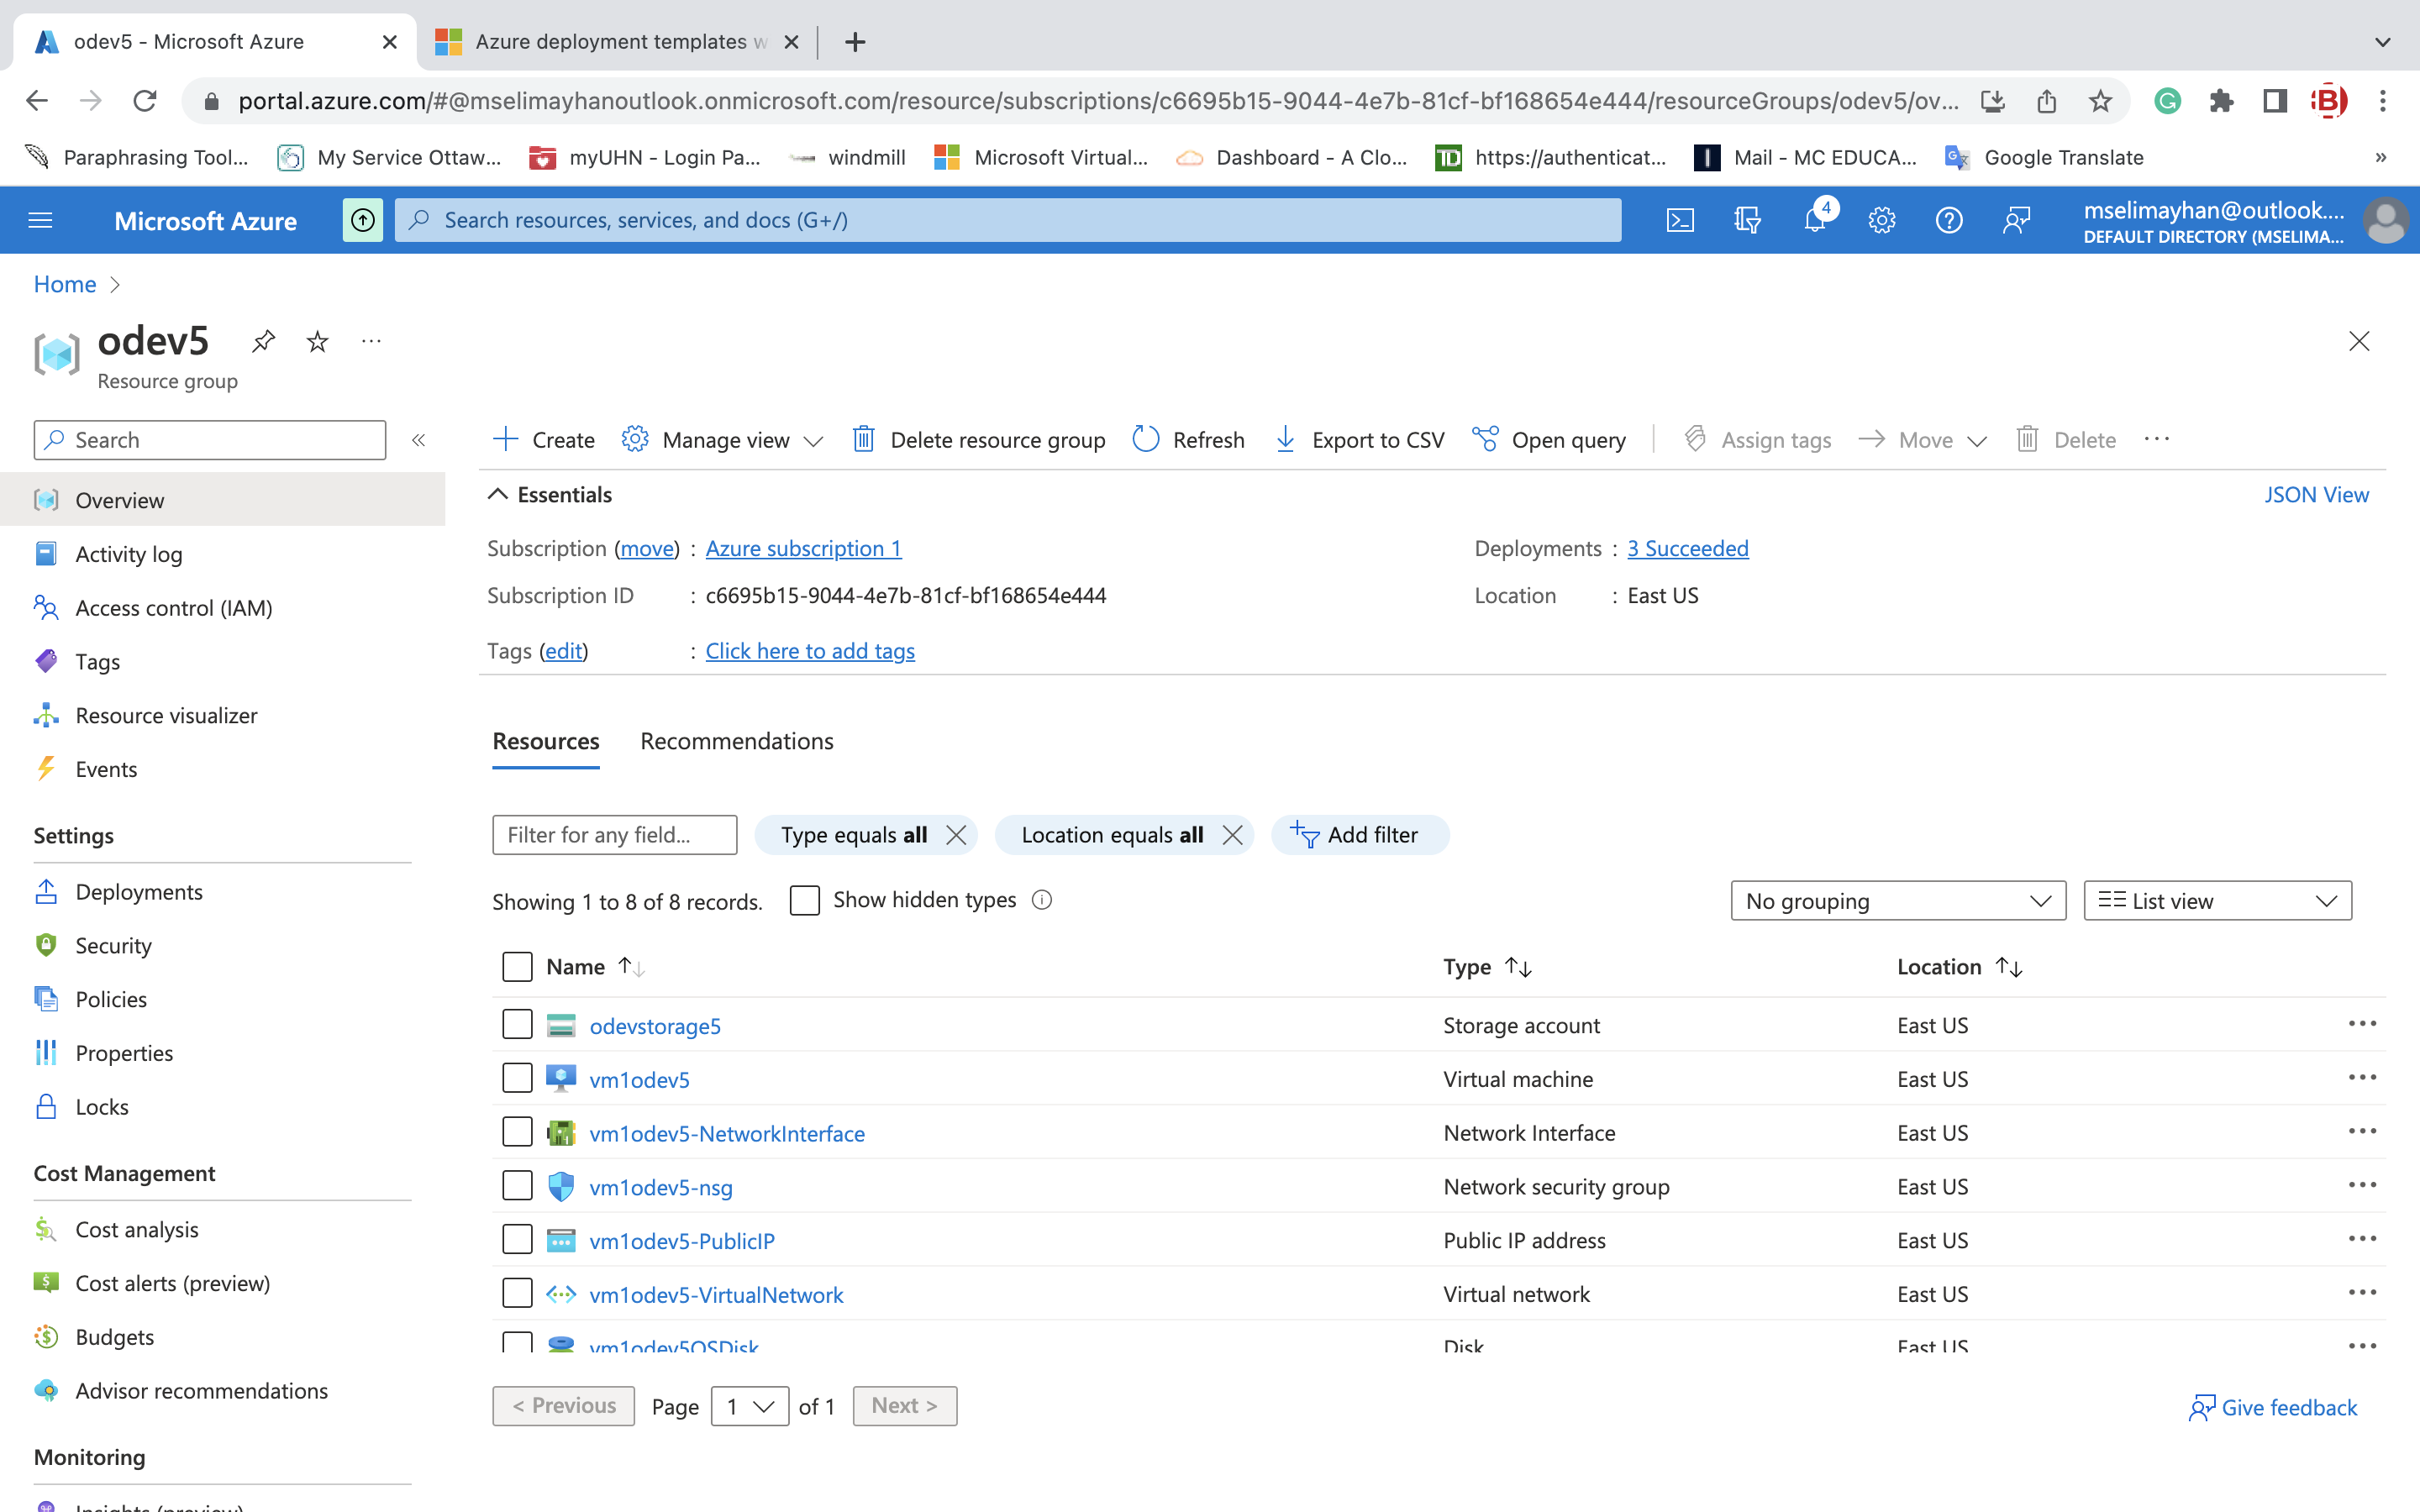 odev5 - Microsoft Azure
Azure deployment templates w
portal.azure.com/#@mselimayhanoutlook.onmicrosoft.com/resource/subscriptions/c6695b15-9044-4e7b-81cf-bf168654e444/resourceGroups/odev5/ov...
Paraphrasing Tool... My Service Ottaw... myUHN - Login Pa... windmill Microsoft Virtual... Dashboard - A Clo... https://authenticat... Mail - MC EDUCA... Google Translate »
Microsoft Azure
Search resources, services, and docs (G+/)
4
mselimayhan@outlook....
DEFAULT DIRECTORY (MSELIMA...
Home >
odev5
Resource group
Search
«
Create Manage view Delete resource group Refresh Export to CSV Open query Assign tags Move Delete ...
Overview
Activity log
Access control (IAM)
Tags
Resource visualizer
Events
Settings
Deployments
Security
Policies
Properties
Locks
Cost Management
Cost analysis
Cost alerts (preview)
Budgets
Advisor recommendations
Monitoring
Insights (preview)
Essentials
JSON View
Subscription (move) : Azure subscription 1
Deployments : 3 Succeeded
Subscription ID : c6695b15-9044-4e7b-81cf-bf168654e444
Location : East US
Tags (edit) : Click here to add tags
Resources Recommendations
Filter for any field... Type equals all Location equals all Add filter
Showing 1 to 8 of 8 records. Show hidden types No grouping List view
Name Type Location
odevstorage5 Storage account East US
vm1odev5 Virtual machine East US
vm1odev5-NetworkInterface Network Interface East US
vm1odev5-nsg Network security group East US
vm1odev5-PublicIP Public IP address East US
vm1odev5-VirtualNetwork Virtual network East US
vm1odev5OSDisk Disk East US
< Previous Page 1 of 1 Next >
Give feedback